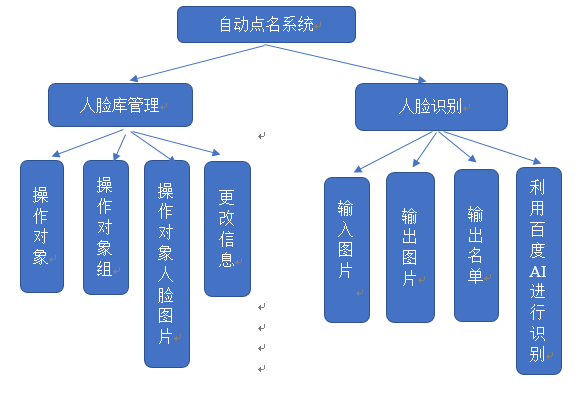 自动点名系统
人脸库管理
人脸识别
操作对象
操作对象组
操作对象人脸图片
更改信息
输入图片
输出图片
输出名单
利用百度AI进行识别